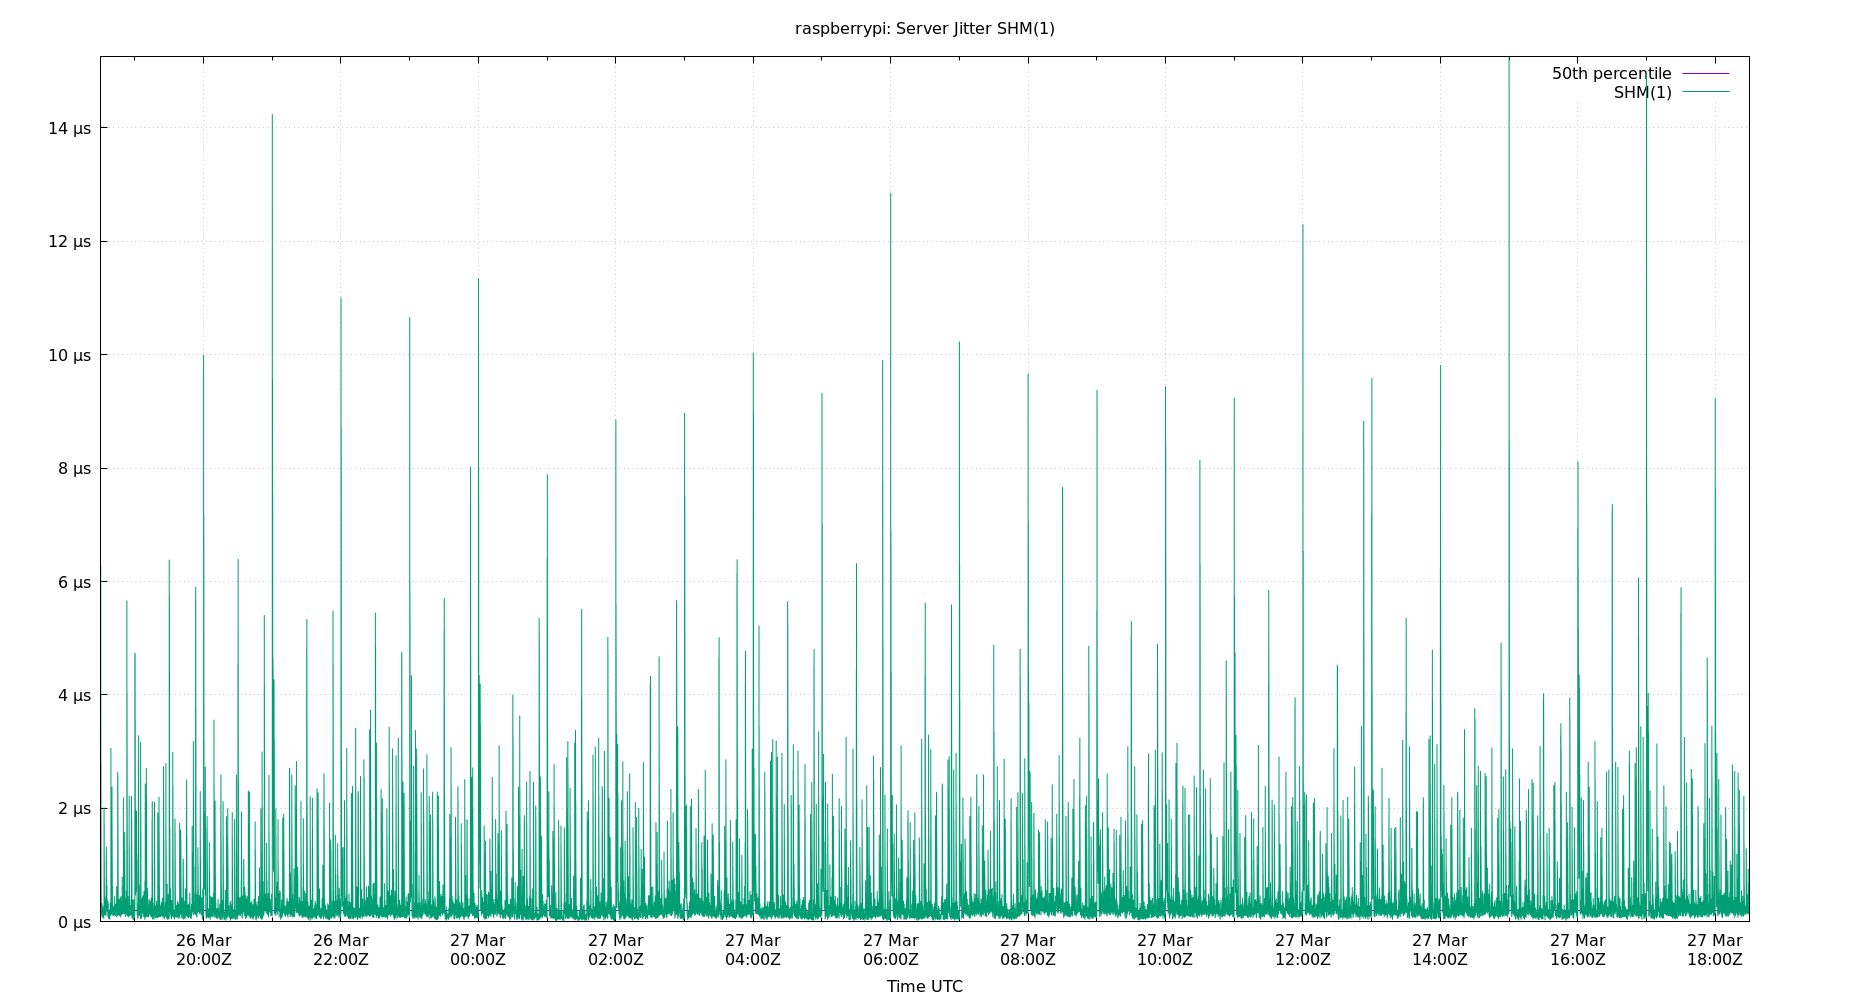 raspberrypi: Server Jitter SHM(1)
50th percentile
SHM(1)
14 µs
12 µs
10 µs
8 µs
6 µs
4 µs
2 µs
0 µs
26 Mar 26 Mar 27 Mar 27 Mar 27 Mar 27 Mar 27 Mar 27 Mar 27 Mar 27 Mar 27 Mar 27 Mar
20:00Z 22:00Z 00:00Z 02:00Z 04:00Z 06:00Z 08:00Z 10:00Z 12:00Z 14:00Z 16:00Z 18:00Z
Time UTC